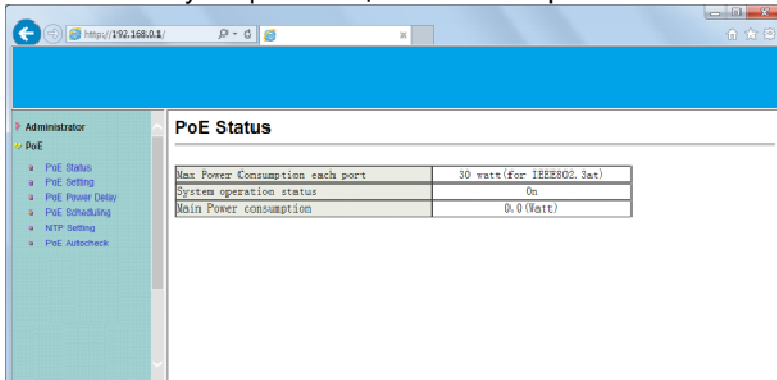 https://192.168.0.1/
Administrator
PoE
PoE Status
PoE Setting
PoE Power Delay
PoE Scheduling
NTP Setting
PoE Autocheck
PoE Status
Max Power Consumption each port 30 watt(for IEEE802.3at)
System operation status On
Main Power consumption 0.0(Watt)